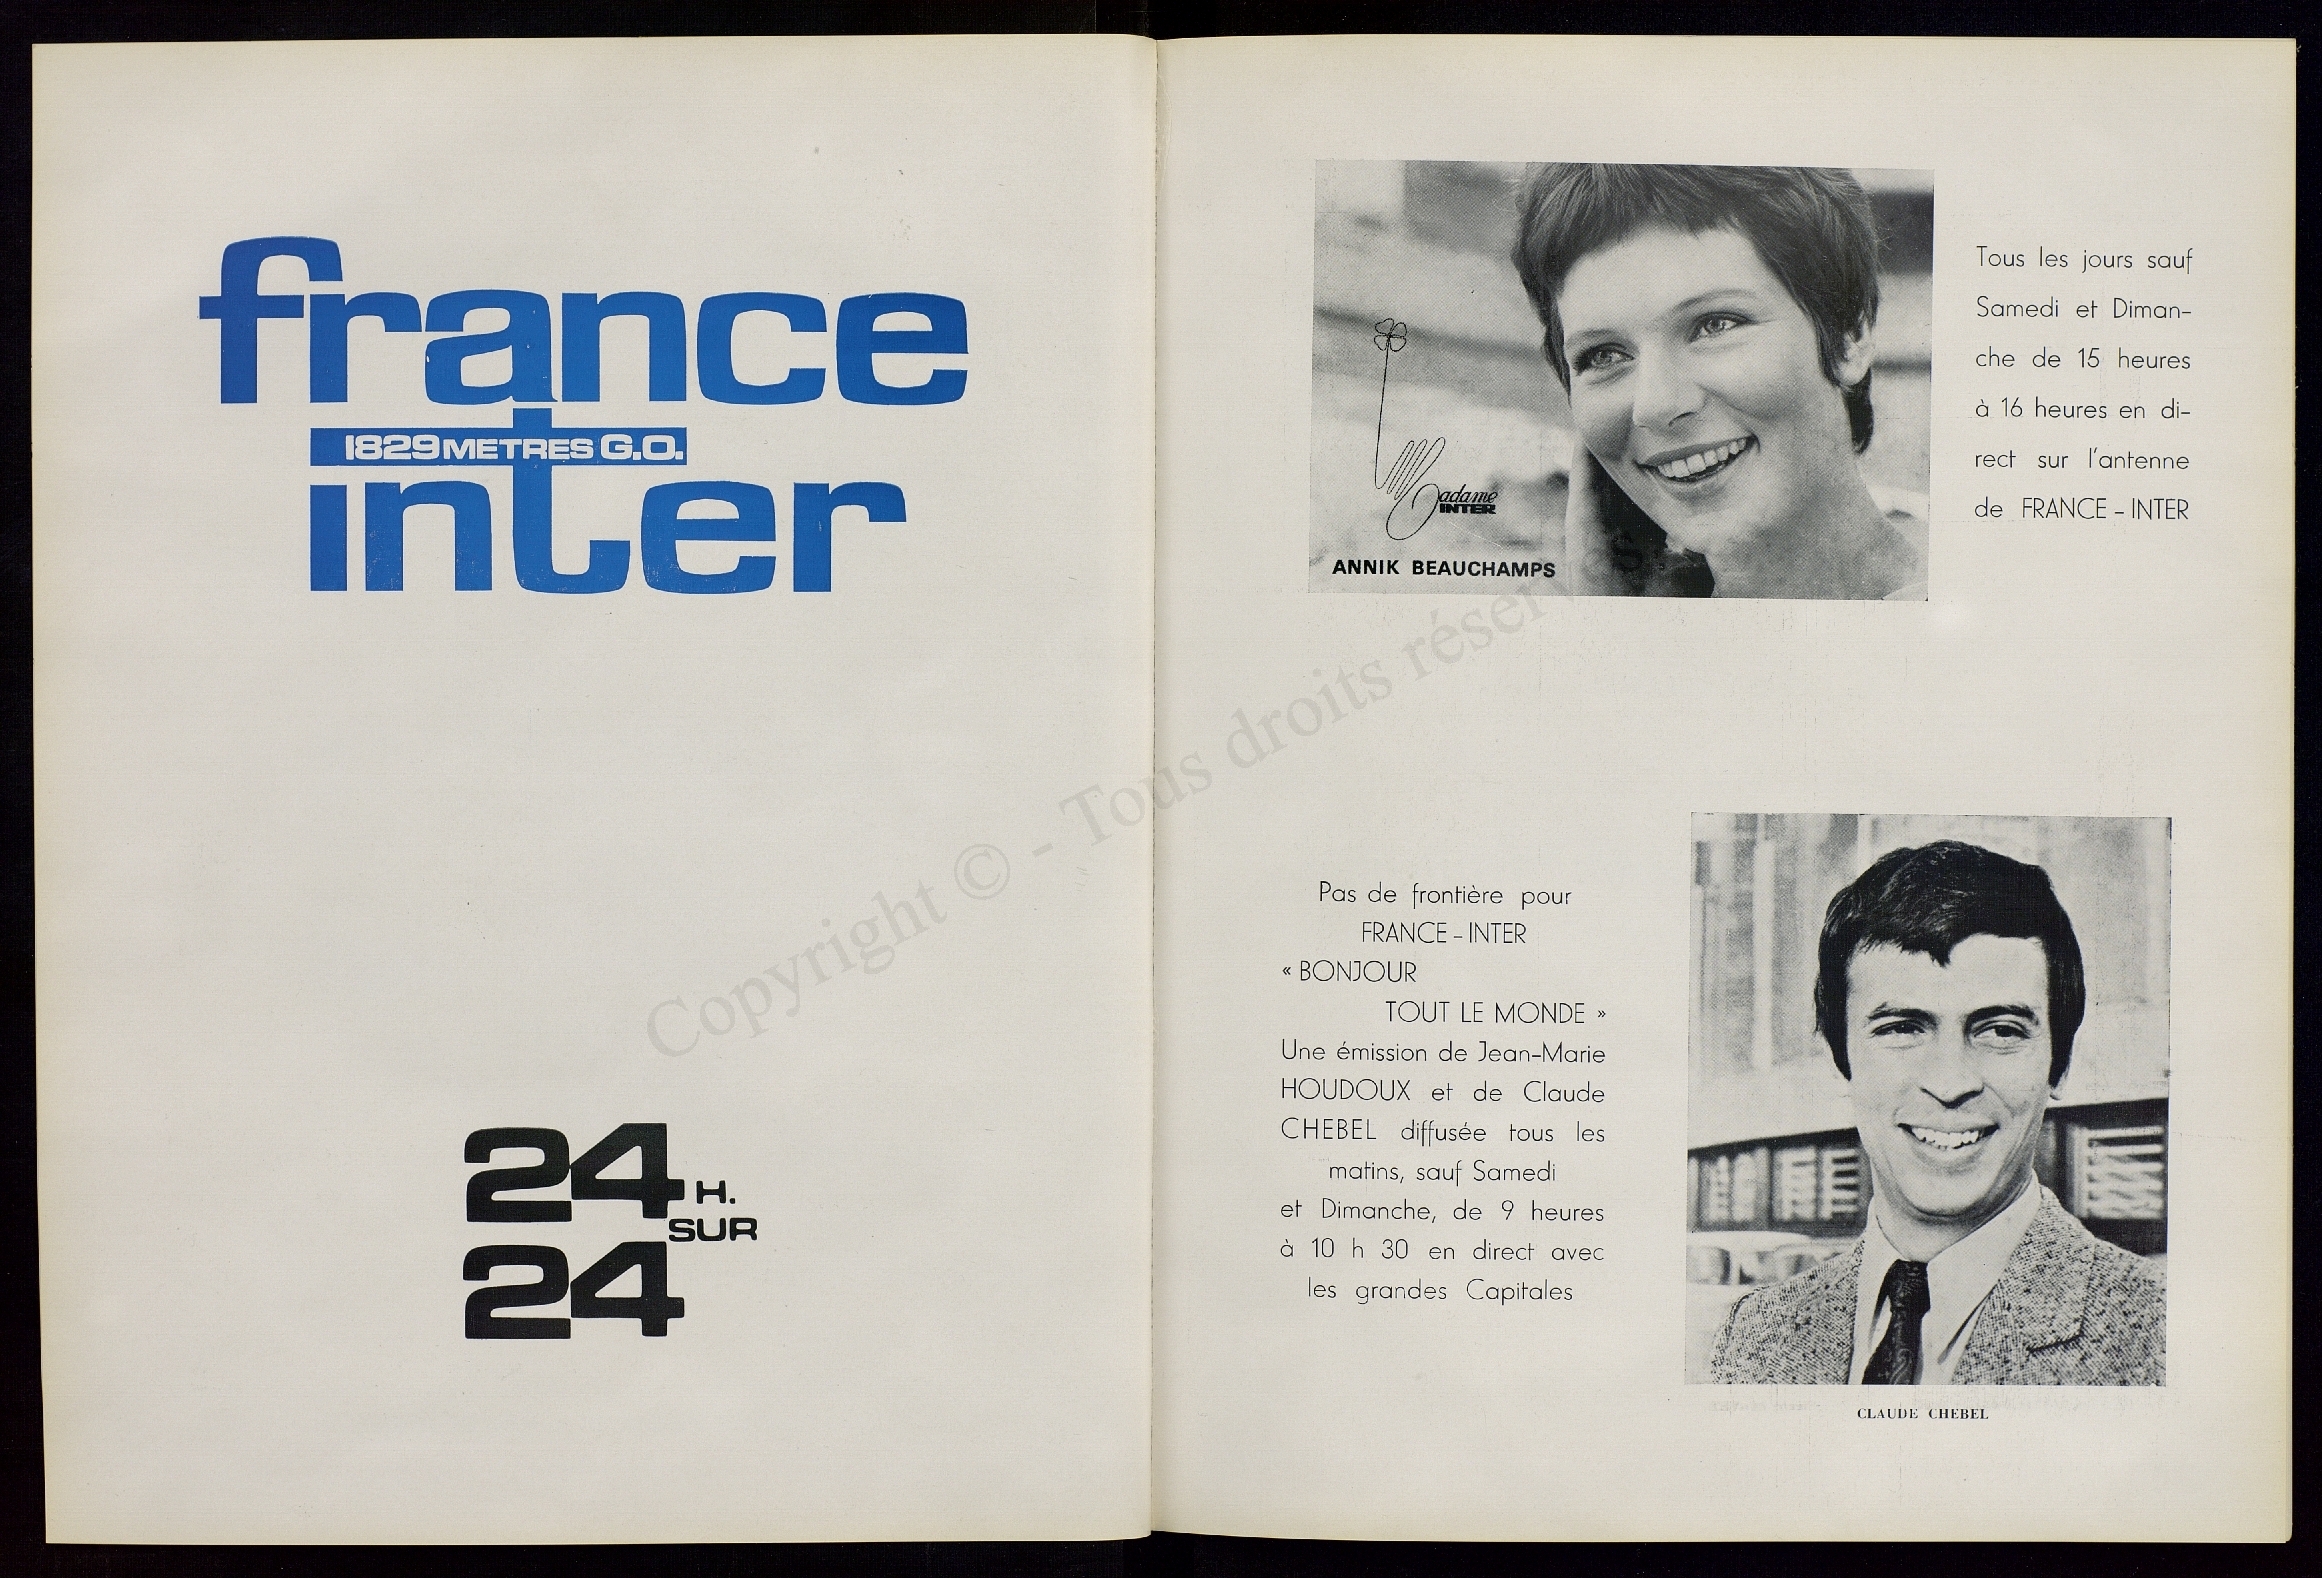 france
1829 METRES G.O.
inter
24 H.
SUR
24
adame
INTER
ANNIK BEAUCHAMPS
Tous les jours sauf
Samedi et Diman-
che de 15 heures
à 16 heures en di-
rect sur l'antenne
de FRANCE - INTER
Pas de frontière pour
FRANCE - INTER
« BONJOUR
TOUT LE MONDE »
Une émission de Jean-Marie
HOUDOUX et de Claude
CHEBEL diffusée tous les
matins, sauf Samedi
et Dimanche, de 9 heures
à 10 h 30 en direct avec
les grandes Capitales
CLAUDE CHEBEL
Copyright © - Tous droits réservés